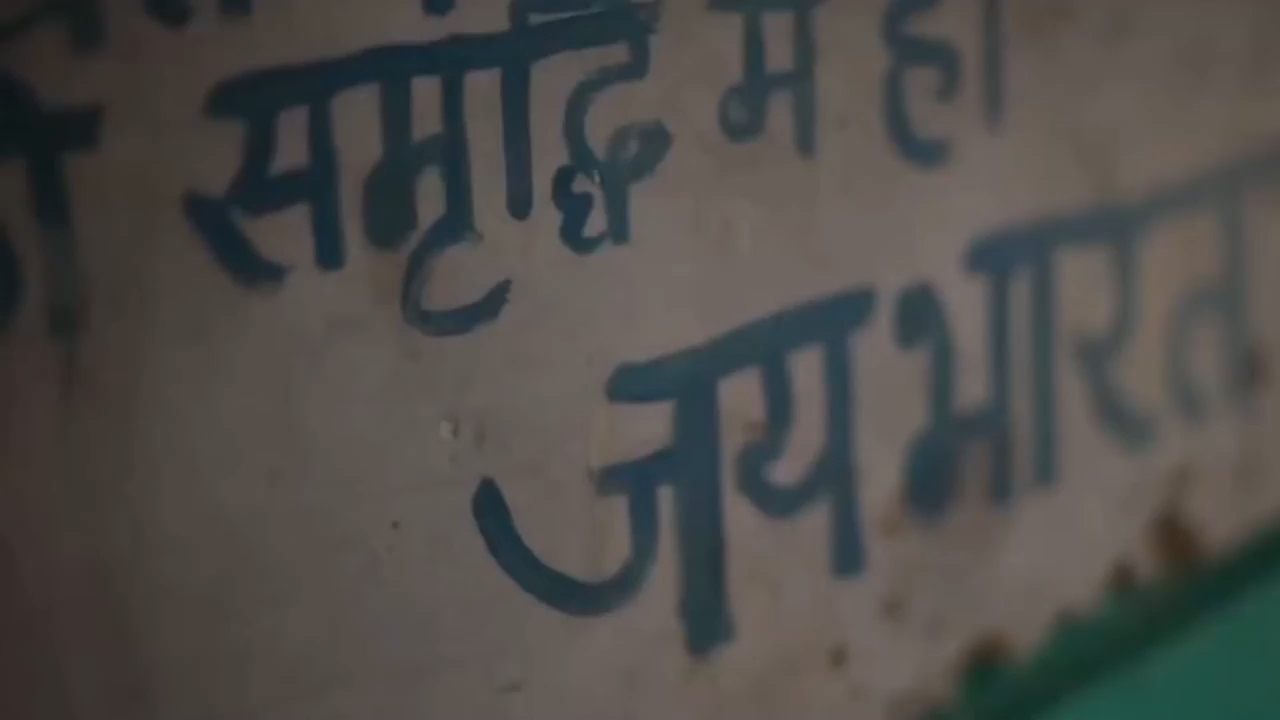 समृद्धि में ही
जय भारत